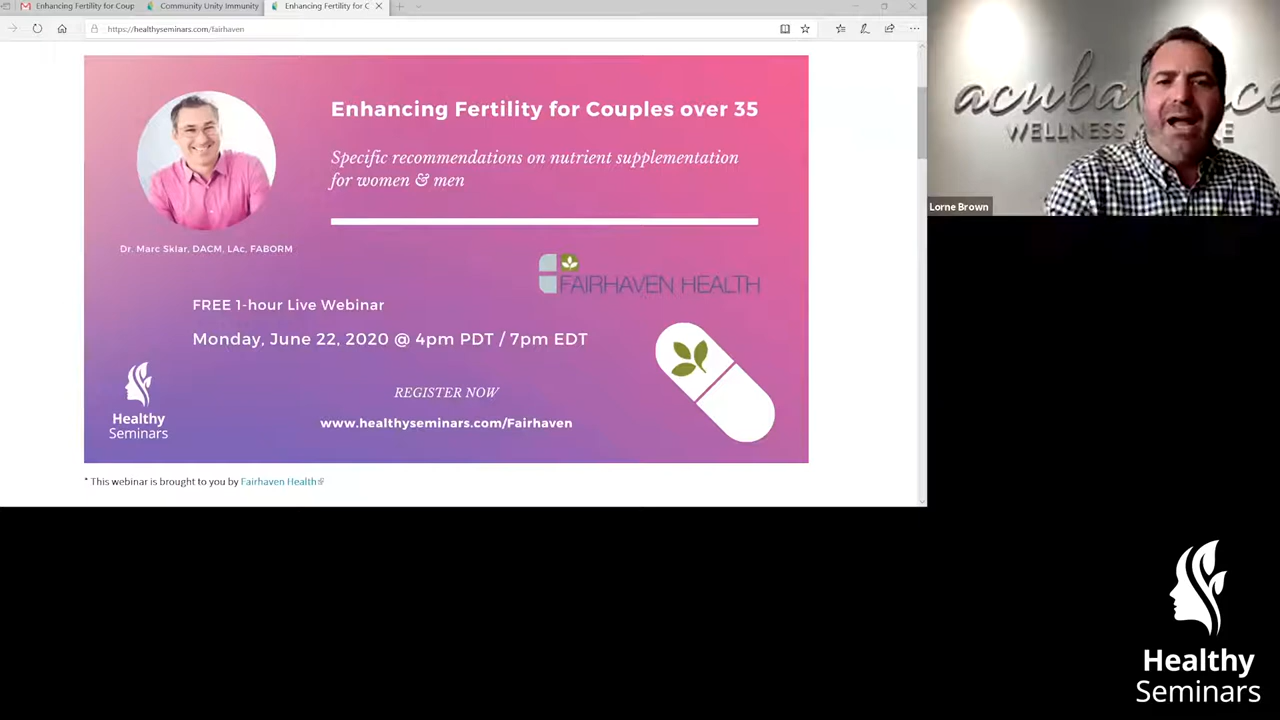 Enhancing Fertility for Coup
Community Unity Immunity
Enhancing Fertility for C
https://healthyseminars.com/fairhaven
Enhancing Fertility for Couples over 35
Specific recommendations on nutrient supplementation
for women & men
Dr. Marc Sklar, DACM, LAc, FABORM
FAIRHAVEN HEALTH
FREE 1-hour Live Webinar
Monday, June 22, 2020 @ 4pm PDT / 7pm EDT
REGISTER NOW
www.healthyseminars.com/Fairhaven
Healthy
Seminars
* This webinar is brought to you by Fairhaven Health
WELLNESS
Lorne Brown
Healthy
Seminars